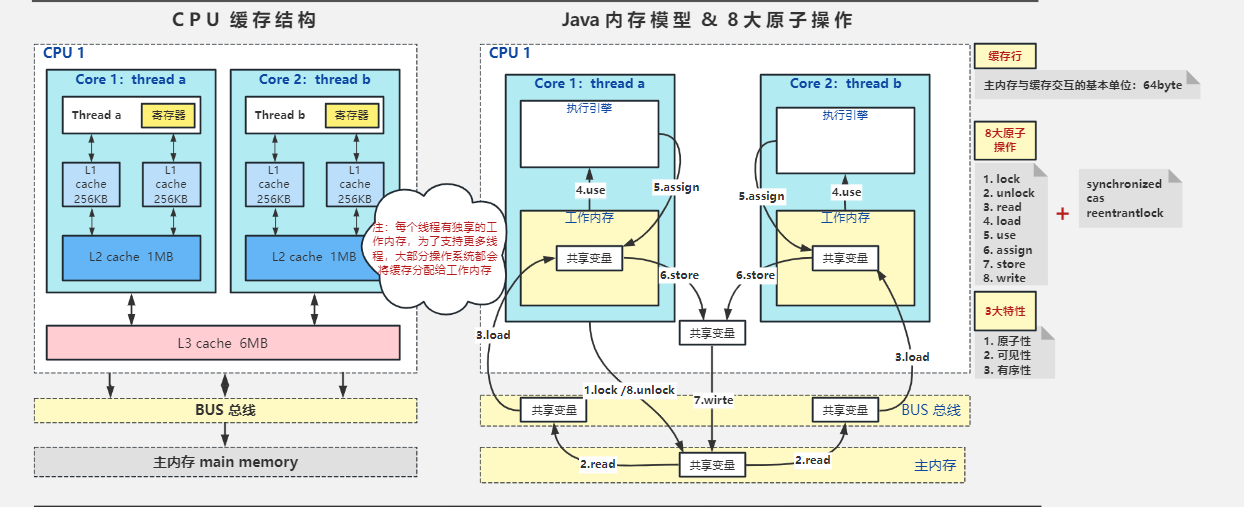 CPU 缓存结构
Java 内存模型 & 8大原子操作
CPU 1
Core 1：thread a
Core 2：thread b
Thread a
寄存器
Thread b
寄存器
L1
cache
256KB
L1
cache
256KB
L1
cache
256KB
L1
cache
256KB
L2 cache 1MB
L2 cache 1MB
L3 cache 6MB
BUS 总线
主内存 main memory
注：每个线程有独享的工
作内存，为了支持更多线
程，大部分操作系统都会
将缓存分配给工作内存
CPU 1
Core 1：thread a
Core 2：thread b
执行引擎
执行引擎
4.use
5.assign
5.assign
4.use
工作内存
工作内存
共享变量
共享变量
6.store
6.store
3.load
共享变量
3.load
1.lock /8.unlock
7.wirte
共享变量
共享变量
BUS 总线
2.read
共享变量
2.read
主内存
缓存行
主内存与缓存交互的基本单位：64byte
8大原子
操作
1. lock
2. unlock
3. read
4. load
5. use
6. assign
7. store
8. write
+
synchronized
cas
reentrantlock
3大特性
1. 原子性
2. 可见性
3. 有序性